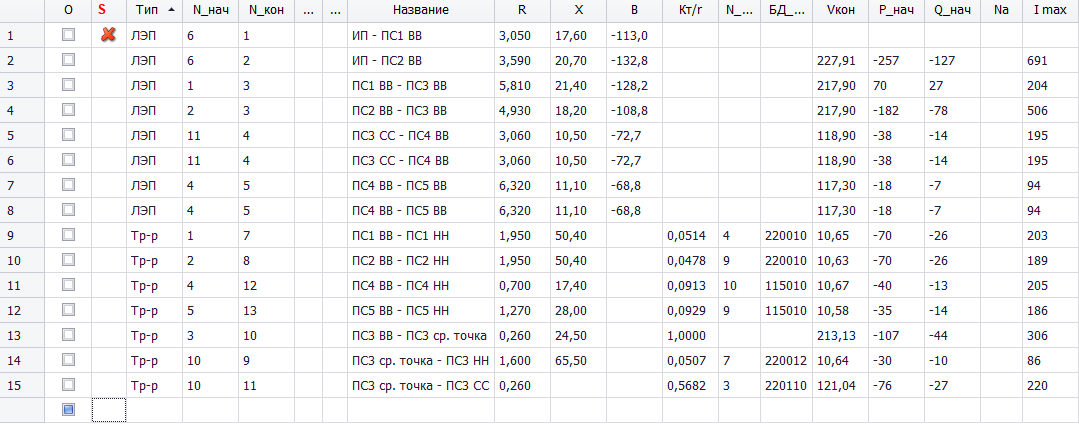 O S Тип N_нач N_кон ... ... Название R X B Кт/r N_... БД_... Vкон P_нач Q_нач Na I max
1 ЛЭП 6 1 ИП - ПС1 ВВ 3,050 17,60 -113,0
2 ЛЭП 6 2 ИП - ПС2 ВВ 3,590 20,70 -132,8 227,91 -257 -127 691
3 ЛЭП 1 3 ПС1 ВВ - ПС3 ВВ 5,810 21,40 -128,2 217,90 70 27 204
4 ЛЭП 2 3 ПС2 ВВ - ПС3 ВВ 4,930 18,20 -108,8 217,90 -182 -78 506
5 ЛЭП 11 4 ПС3 СС - ПС4 ВВ 3,060 10,50 -72,7 118,90 -38 -14 195
6 ЛЭП 11 4 ПС3 СС - ПС4 ВВ 3,060 10,50 -72,7 118,90 -38 -14 195
7 ЛЭП 4 5 ПС4 ВВ - ПС5 ВВ 6,320 11,10 -68,8 117,30 -18 -7 94
8 ЛЭП 4 5 ПС4 ВВ - ПС5 ВВ 6,320 11,10 -68,8 117,30 -18 -7 94
9 Тр-р 1 7 ПС1 ВВ - ПС1 НН 1,950 50,40 0,0514 4 220010 10,65 -70 -26 203
10 Тр-р 2 8 ПС2 ВВ - ПС2 НН 1,950 50,40 0,0478 9 220010 10,63 -70 -26 189
11 Тр-р 4 12 ПС4 ВВ - ПС4 НН 0,700 17,40 0,0913 10 115010 10,67 -40 -13 205
12 Тр-р 5 13 ПС5 ВВ - ПС5 НН 1,270 28,00 0,0929 9 115010 10,58 -35 -14 186
13 Тр-р 3 10 ПС3 ВВ - ПС3 ср. точка 0,260 24,50 1,0000 213,13 -107 -44 306
14 Тр-р 10 9 ПС3 ср. точка - ПС3 НН 1,600 65,50 0,0507 7 220012 10,64 -30 -10 86
15 Тр-р 10 11 ПС3 ср. точка - ПС3 СС 0,260 0,5682 3 220110 121,04 -76 -27 220